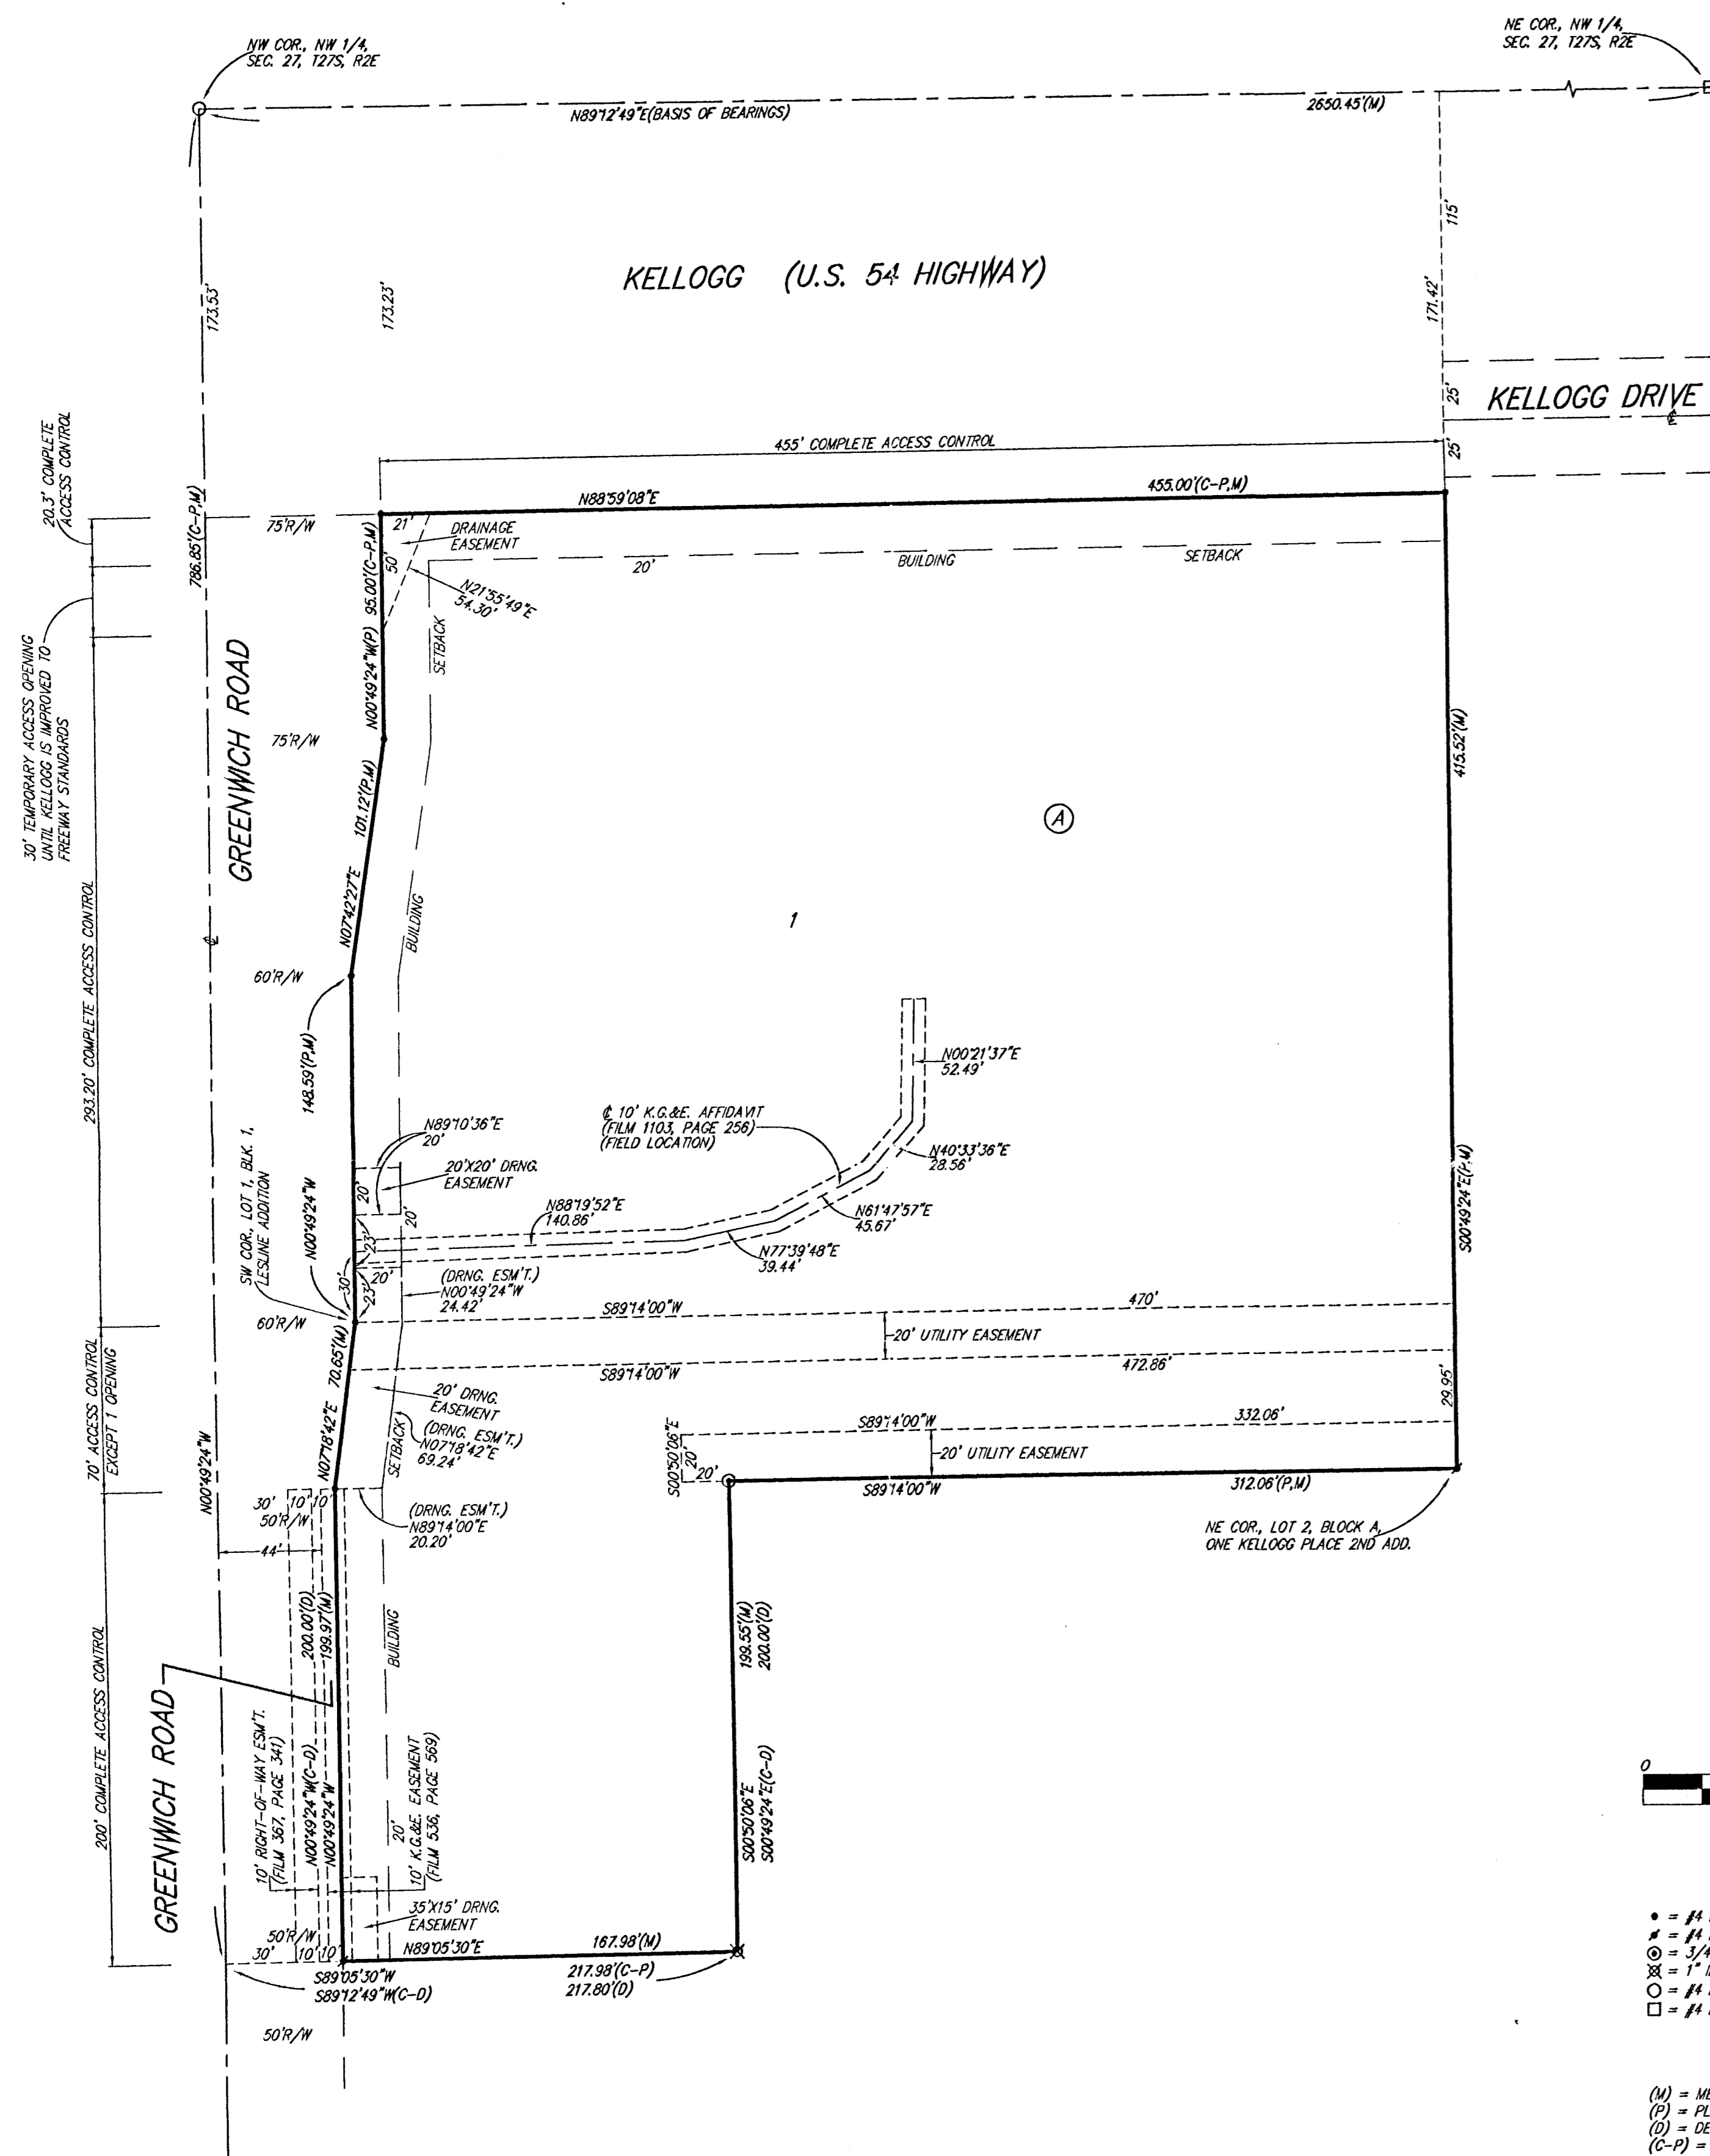 NW COR., NW 1/4,
SEC. 27, T27S, R2E
NE COR., NW 1/4,
SEC. 27, T27S, R2E
N89°12'49"E(BASIS OF BEARINGS)
2650.45'(M)
115'
173.53'
173.23'
171.42'
KELLOGG (U.S. 54 HIGHWAY)
25'
KELLOGG DRIVE
25'
20.3' COMPLETE
ACCESS CONTROL
455' COMPLETE ACCESS CONTROL
786.85'(C-P,M)
N88°59'08"E
455.00'(C-P,M)
75'R/W
21'
DRAINAGE
EASEMENT
50'
20'
BUILDING
SETBACK
N00°49'24"W(P) 95.00'(C-P,M)
N21°55'49"E
54.30'
SETBACK
30' TEMPORARY ACCESS OPENING
UNTIL KELLOGG IS IMPROVED TO
FREEWAY STANDARDS
GREENWICH ROAD
75'R/W
415.52'(M)
N07°42'27"E 101.12'(P,M)
A
BUILDING
1
60'R/W
293.20' COMPLETE ACCESS CONTROL
148.59'(P,M)
N00°21'37"E
52.49'
₵ 10' K.G.&E. AFFIDAVIT
(FILM 1103, PAGE 256)
(FIELD LOCATION)
N89°10'36"E
20'
N40°33'36"E
28.56'
20'X20' DRNG.
EASEMENT
SW COR., LOT 1, BLK. 1,
LESLINE ADDITION
N00°49'24"W
20'
20'
N88°19'52"E
140.86'
N61°47'57"E
45.67'
S00°49'24"E(P,M)
23'
N77°39'48"E
39.44'
30'
20'
23'
(DRNG. ESM'T.)
N00°49'24"W
24.42'
S89°14'00"W
470'
60'R/W
20' UTILITY EASEMENT
S89°14'00"W
472.86'
29.95'
70' ACCESS CONTROL
EXCEPT 1 OPENING
N07°18'42"E 70.65'(M)
20' DRNG.
EASEMENT
SETBACK
(DRNG. ESM'T.)
N07°18'42"E
69.24'
S89°14'00"W
332.06'
S00°50'06"E
20'
20'
20' UTILITY EASEMENT
S89°14'00"W
312.06'(P,M)
N00°49'24"W
30' 10' 10'
50'R/W
(DRNG. ESM'T.)
N89°14'00"E
20.20'
44'
NE COR., LOT 2, BLOCK A,
ONE KELLOGG PLACE 2ND ADD.
200' COMPLETE ACCESS CONTROL
200.00'(D)
199.97'(M)
BUILDING
199.55'(M)
200.00'(D)
GREENWICH ROAD
10' RIGHT-OF-WAY ESM'T.
(FILM 367, PAGE 341)
N00°49'24"W(C-D)
N00°49'24"W
20'
10' K.G.&E. EASEMENT
(FILM 536, PAGE 569)
S00°50'06"E
S00°49'24"E(C-D)
0
35'X15' DRNG.
EASEMENT
50'R/W
30' 10' 10'
N89°05'30"E
167.98'(M)
S89°05'30"W
S89°12'49"W(C-D)
217.98'(C-P)
217.80'(D)
50'R/W
= #4
= #4
= 3/4
= 1"
= #4
= #4
(M) =
(P) =
(D) =
(C-P) =